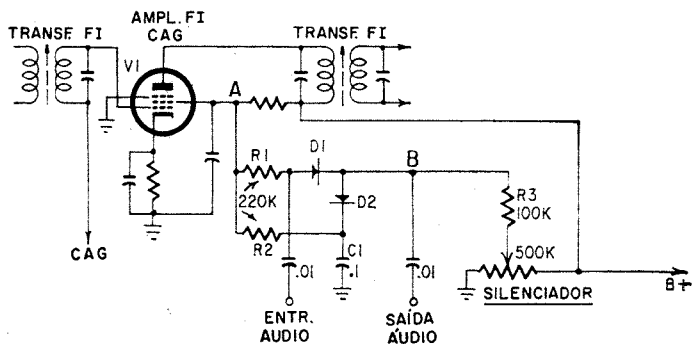 AMPL. FI
CAG
TRANSF. FI
TRANSF. FI
V1
A
R1
D1
B
220K
D2
R2
C1
.1
R3
100K
500K
.01
.01
CAG
ENTR.
AUDIO
SAÍDA
ÁUDIO
SILENCIADOR
B+